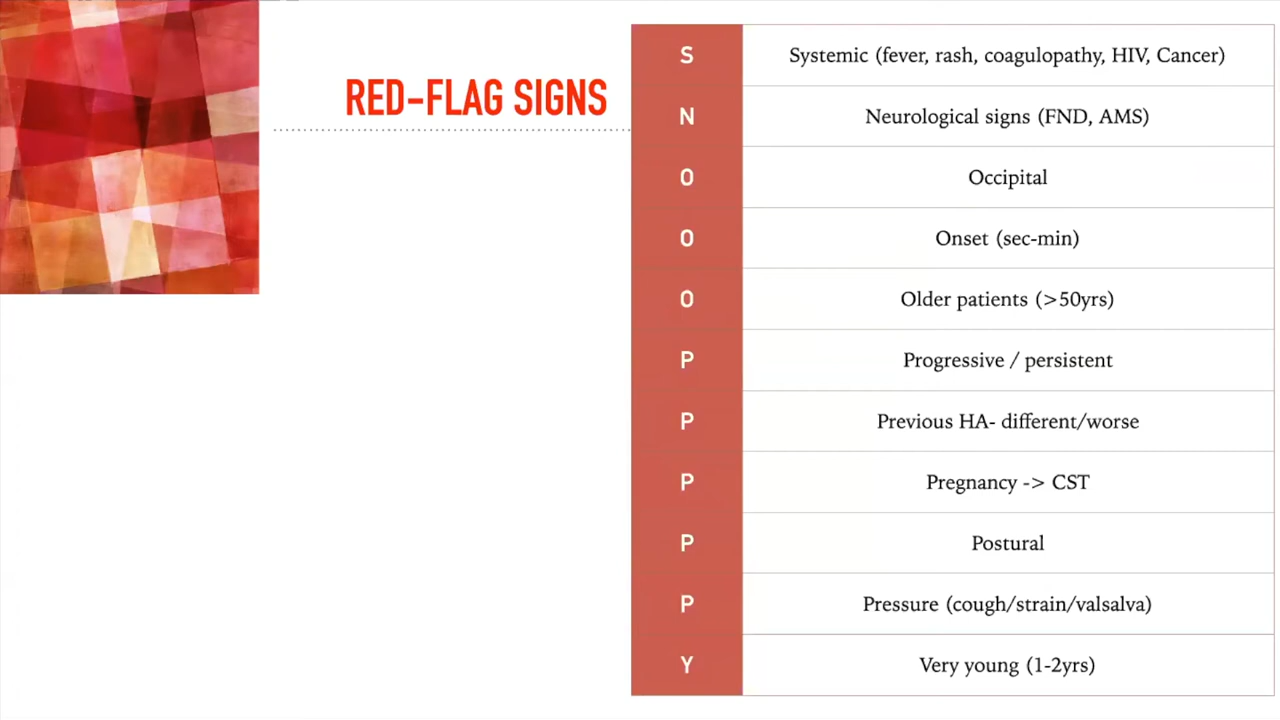 RED-FLAG SIGNS
S Systemic (fever, rash, coagulopathy, HIV, Cancer)
N Neurological signs (FND, AMS)
O Occipital
O Onset (sec-min)
O Older patients (>50yrs)
P Progressive / persistent
P Previous HA- different/worse
P Pregnancy -> CST
P Postural
P Pressure (cough/strain/valsalva)
Y Very young (1-2yrs)